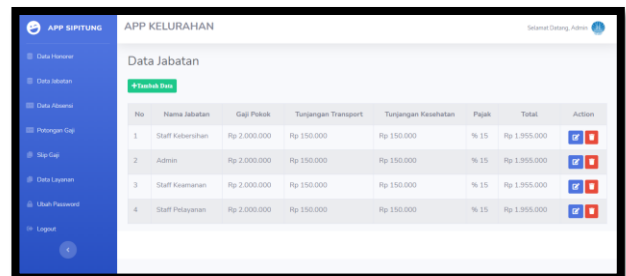 APP SIPITUNG
APP KELURAHAN
Selamat Datang, Admin
Data Honorer
Data Jabatan
Data Absensi
Potongan Gaji
Slip Gaji
Data Layanan
Ubah Password
Logout
Data Jabatan
+Tambah Data
No Nama Jabatan Gaji Pokok Tunjangan Transport Tunjangan Kesehatan Pajak Total Action
1 Staff Kebersihan Rp 2.000.000 Rp 150.000 Rp 150.000 % 15 Rp 1.955.000
2 Admin Rp 2.000.000 Rp 150.000 Rp 150.000 % 15 Rp 1.955.000
3 Staff Keamanan Rp 2.000.000 Rp 150.000 Rp 150.000 % 15 Rp 1.955.000
4 Staff Pelayanan Rp 2.000.000 Rp 150.000 Rp 150.000 % 15 Rp 1.955.000